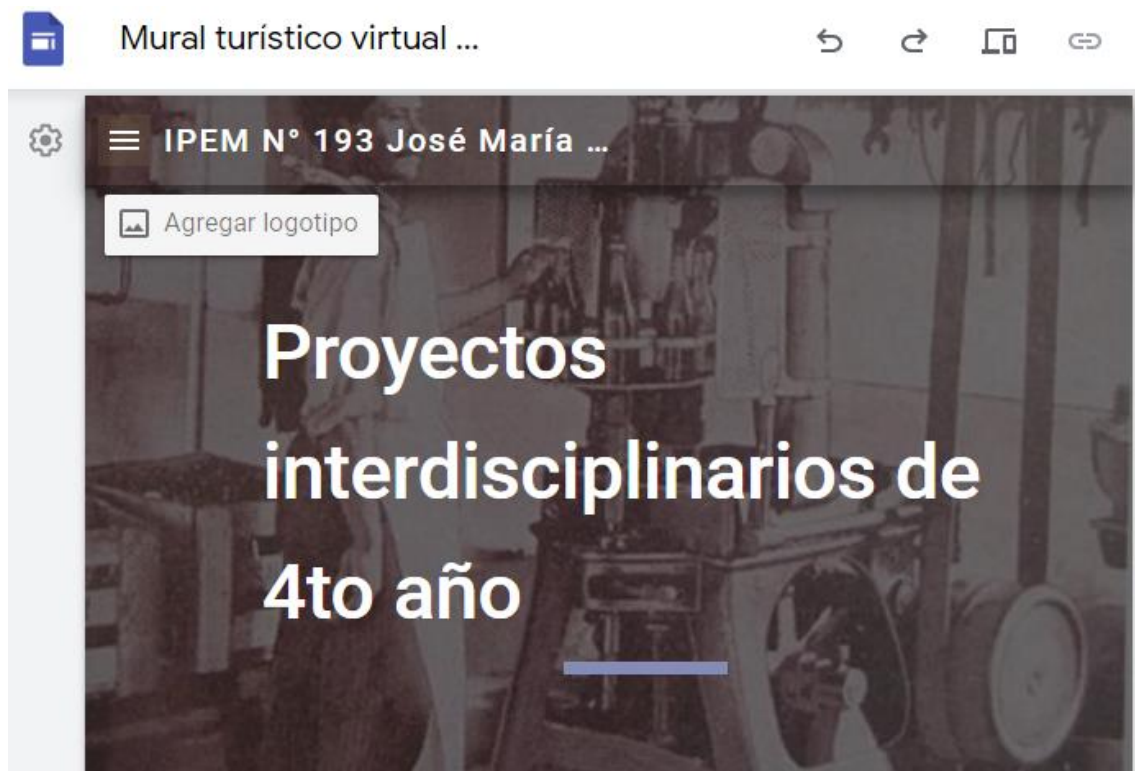 Mural turístico virtual ...
IPEM N° 193 José María ...
Agregar logotipo
Proyectos
interdisciplinarios de
4to año